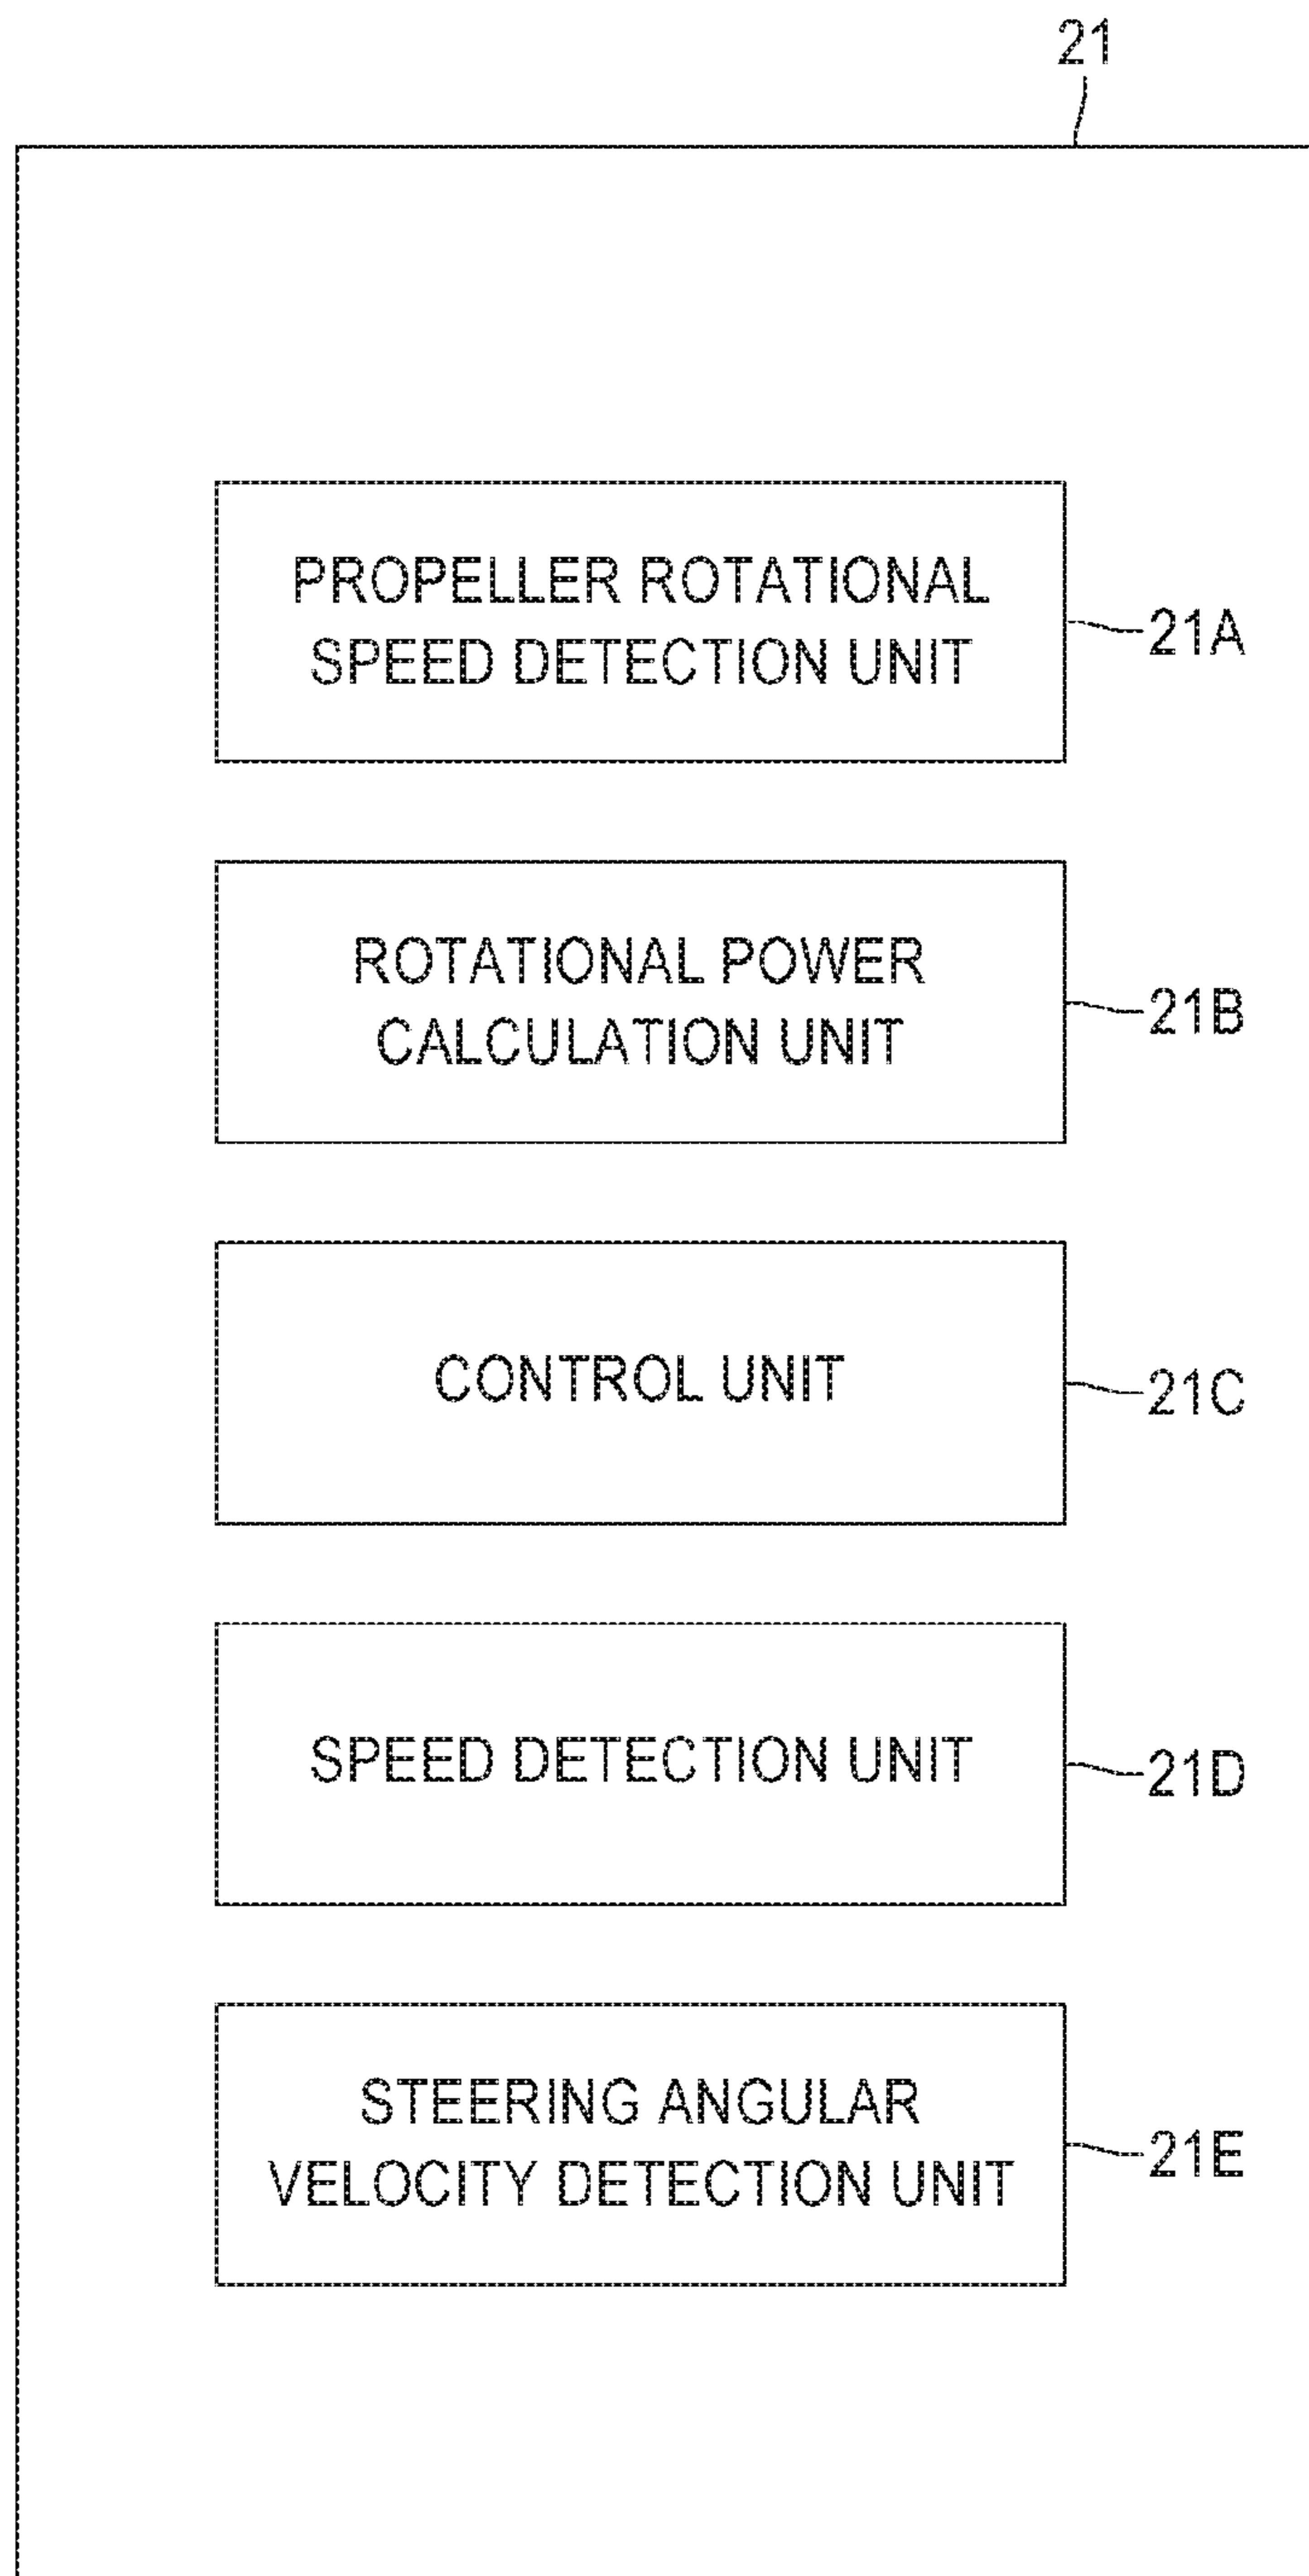 21
PROPELLER ROTATIONAL
SPEED DETECTION UNIT
21A
ROTATIONAL POWER
CALCULATION UNIT
21B
CONTROL UNIT
21C
SPEED DETECTION UNIT
21D
STEERING ANGULAR
VELOCITY DETECTION UNIT
21E